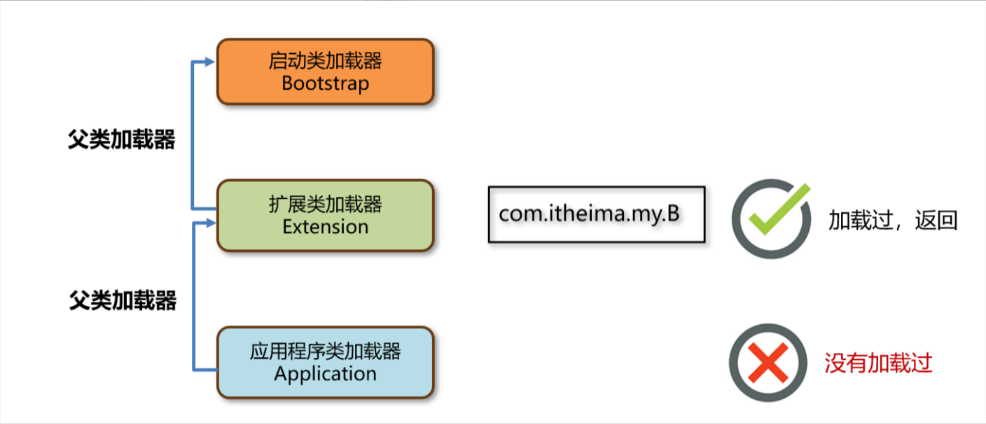 启动类加载器
Bootstrap
父类加载器
扩展类加载器
Extension
com.itheima.my.B
加载过，返回
父类加载器
应用程序类加载器
Application
没有加载过